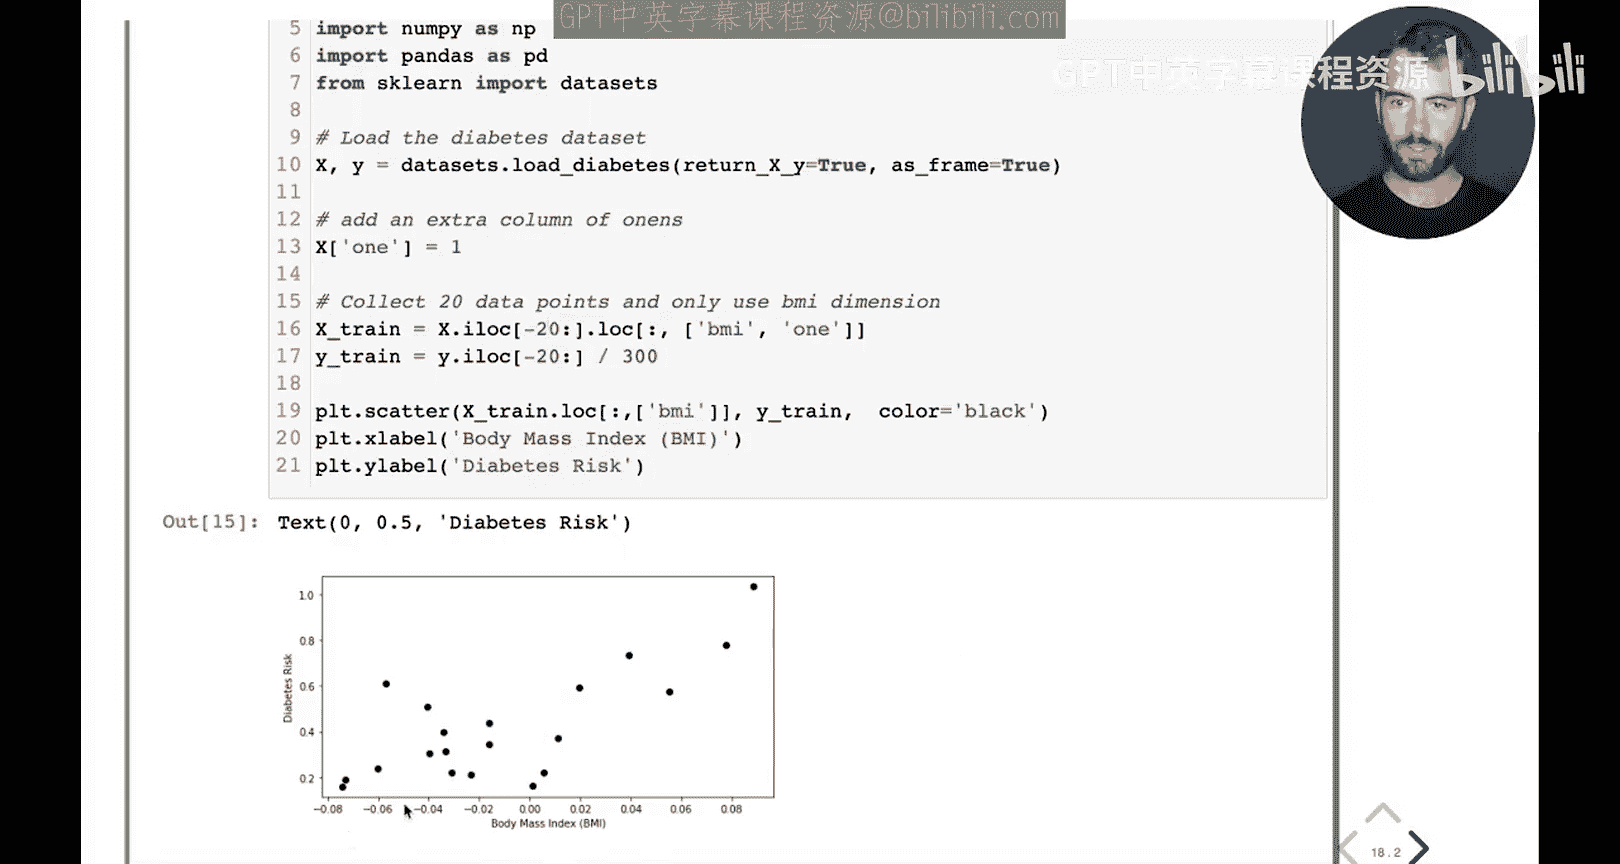 GPT中英字幕课程资源@bilibili.com
GPT中英字幕课程资源 bilibili
5 import numpy as np
6 import pandas as pd
7 from sklearn import datasets
8
9 # Load the diabetes dataset
10 X, y = datasets.load_diabetes(return_X_y=True, as_frame=True)
11
12 # add an extra column of onens
13 X['one'] = 1
14
15 # Collect 20 data points and only use bmi dimension
16 X_train = X.iloc[-20:].loc[:, ['bmi', 'one']]
17 y_train = y.iloc[-20:] / 300
18
19 plt.scatter(X_train.loc[:,['bmi']], y_train,  color='black')
20 plt.xlabel('Body Mass Index (BMI)')
21 plt.ylabel('Diabetes Risk')
Out[15]: Text(0, 0.5, 'Diabetes Risk')
Diabetes Risk
1.0
0.8
0.6
0.4
0.2
−0.08 −0.06 −0.04 −0.02 0.00 0.02 0.04 0.06 0.08
Body Mass Index (BMI)
18.2